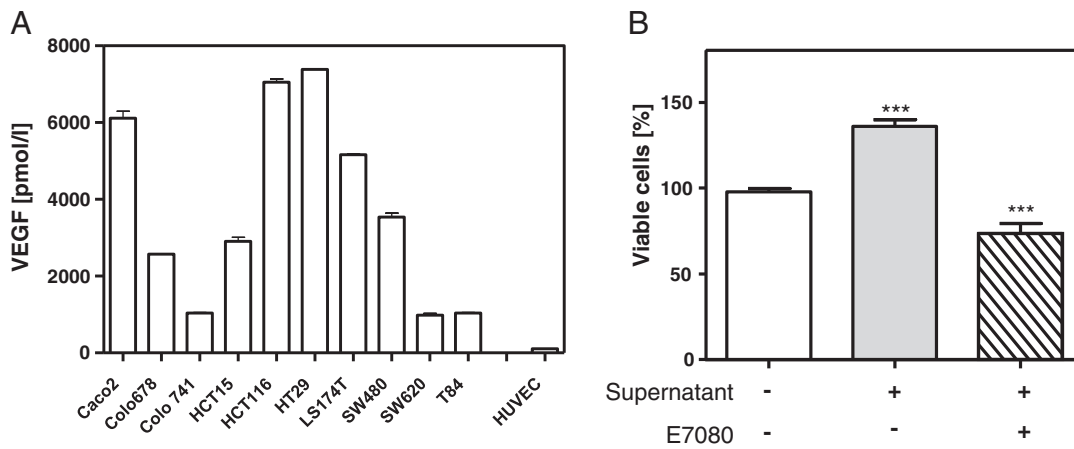 A
VEGF [pmol/l]
8000
6000
4000
2000
0
Caco2
Colo678
Colo 741
HCT15
HCT116
HT29
LS174T
SW480
SW620
T84
HUVEC
B
Viable cells [%]
150
100
50
0
***
***
Supernatant - + +
E7080 - - +